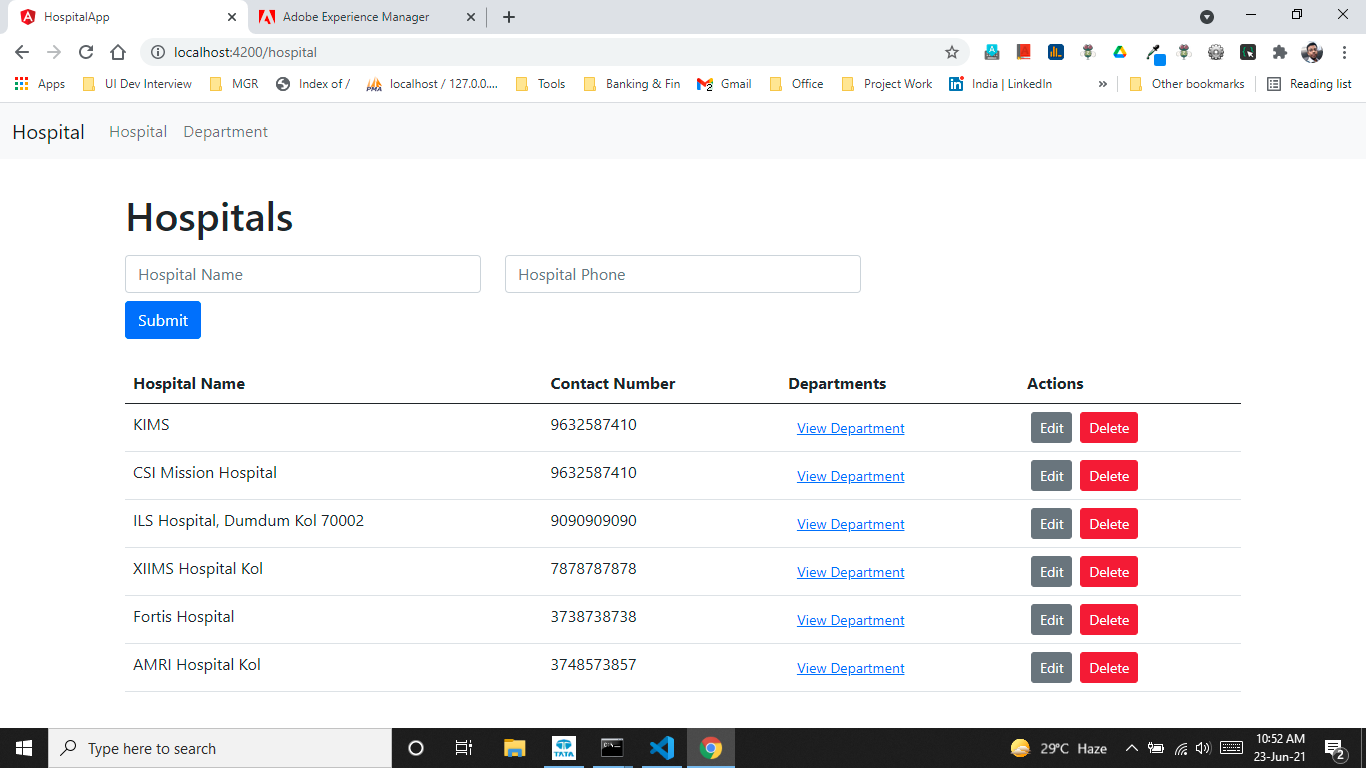 HospitalApp
Adobe Experience Manager
localhost:4200/hospital
Apps UI Dev Interview MGR Index of / localhost / 127.0.0.... Tools Banking & Fin Gmail Office Project Work India | LinkedIn » Other bookmarks Reading list
Hospital Hospital Department
Hospitals
Hospital Name Hospital Phone
Submit
Hospital Name Contact Number Departments Actions
KIMS 9632587410 View Department Edit Delete
CSI Mission Hospital 9632587410 View Department Edit Delete
ILS Hospital, Dumdum Kol 70002 9090909090 View Department Edit Delete
XIIMS Hospital Kol 7878787878 View Department Edit Delete
Fortis Hospital 3738738738 View Department Edit Delete
AMRI Hospital Kol 3748573857 View Department Edit Delete
Type here to search TATA 29°C Haze 10:52 AM
23-Jun-21 2